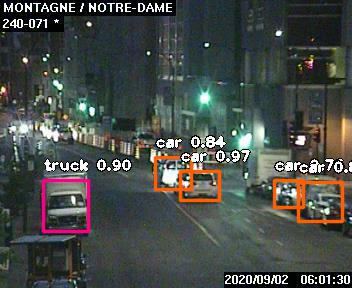 MONTAGNE / NOTRE-DAME
240-071 *
car 0.84
car 0.97
truck 0.90
car
car
2020/09/02 06:01:30